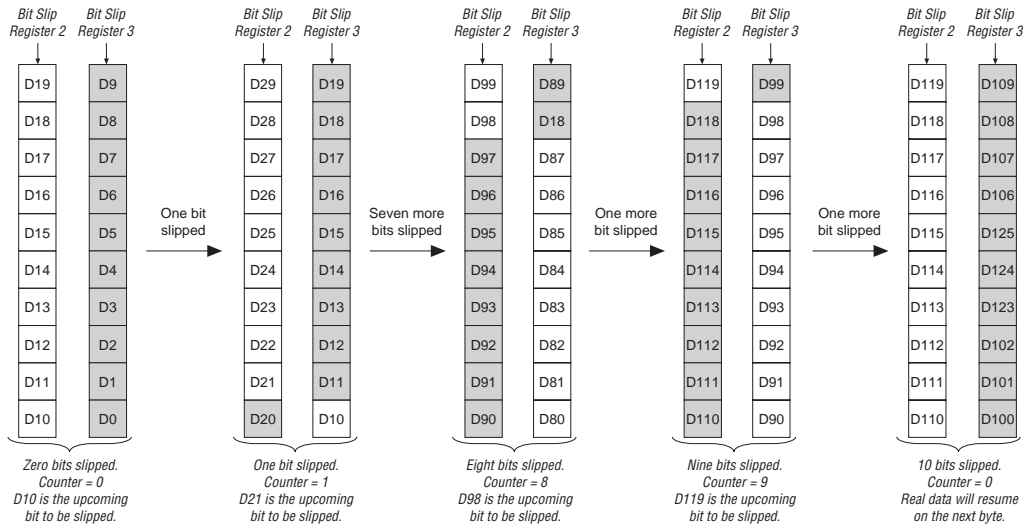 Bit Slip Register 2
Bit Slip Register 3
D19 D9
D18 D8
D17 D7
D16 D6
D15 D5
D14 D4
D13 D3
D12 D2
D11 D1
D10 D0
Zero bits slipped.
Counter = 0
D10 is the upcoming
bit to be slipped.
One bit
slipped
Bit Slip Register 2
Bit Slip Register 3
D29 D19
D28 D18
D27 D17
D26 D16
D25 D15
D24 D14
D23 D13
D22 D12
D21 D11
D20 D10
One bit slipped.
Counter = 1
D21 is the upcoming
bit to be slipped.
Seven more
bits slipped
Bit Slip Register 2
Bit Slip Register 3
D99 D89
D98 D18
D97 D87
D96 D86
D95 D85
D94 D84
D93 D83
D92 D82
D91 D81
D90 D80
Eight bits slipped.
Counter = 8
D98 is the upcoming
bit to be slipped.
One more
bit slipped
Bit Slip Register 2
Bit Slip Register 3
D119 D99
D118 D98
D117 D97
D116 D96
D115 D95
D114 D94
D113 D93
D112 D92
D111 D91
D110 D90
Nine bits slipped.
Counter = 9
D119 is the upcoming
bit to be slipped.
One more
bit slipped
Bit Slip Register 2
Bit Slip Register 3
D119 D109
D118 D108
D117 D107
D116 D106
D115 D125
D114 D124
D113 D123
D112 D102
D111 D101
D110 D100
10 bits slipped.
Counter = 0
Real data will resume
on the next byte.